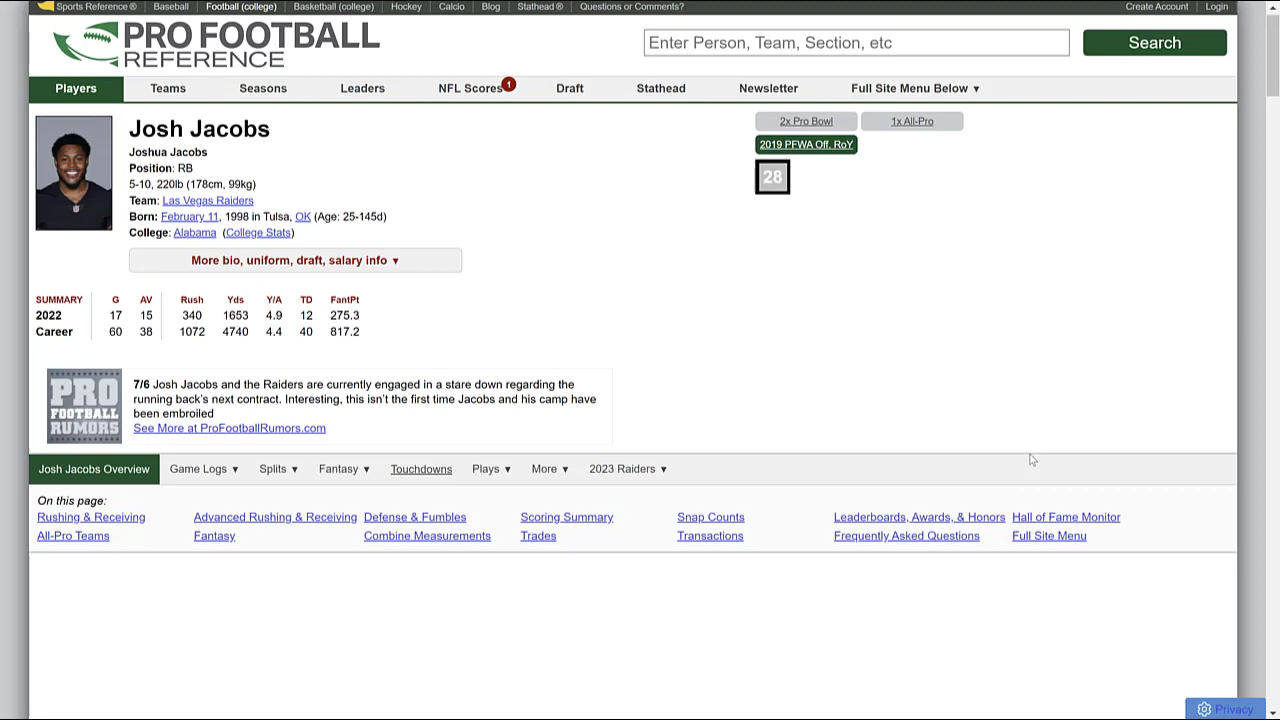 Sports Reference ® Baseball Football (college) Basketball (college) Hockey Calcio Blog Stathead ® Questions or Comments? Create Account Login
PRO FOOTBALL
REFERENCE
Enter Person, Team, Section, etc Search
Players Teams Seasons Leaders NFL Scores 1 Draft Stathead Newsletter Full Site Menu Below ▼
Josh Jacobs
Joshua Jacobs
Position: RB
5-10, 220lb (178cm, 99kg)
Team: Las Vegas Raiders
Born: February 11, 1998 in Tulsa, OK (Age: 25-145d)
College: Alabama (College Stats)
More bio, uniform, draft, salary info ▼
2x Pro Bowl 1x All-Pro
2019 PFWA Off. RoY
28
SUMMARY G AV Rush Yds Y/A TD FantPt
2022 17 15 340 1653 4.9 12 275.3
Career 60 38 1072 4740 4.4 40 817.2
PRO
FOOTBALL
RUMORS
7/6 Josh Jacobs and the Raiders are currently engaged in a stare down regarding the
running back's next contract. Interesting, this isn't the first time Jacobs and his camp have
been embroiled
See More at ProFootballRumors.com
Josh Jacobs Overview Game Logs ▼ Splits ▼ Fantasy ▼ Touchdowns Plays ▼ More ▼ 2023 Raiders ▼
On this page:
Rushing & Receiving Advanced Rushing & Receiving Defense & Fumbles Scoring Summary Snap Counts Leaderboards, Awards, & Honors Hall of Fame Monitor
All-Pro Teams Fantasy Combine Measurements Trades Transactions Frequently Asked Questions Full Site Menu
Privacy